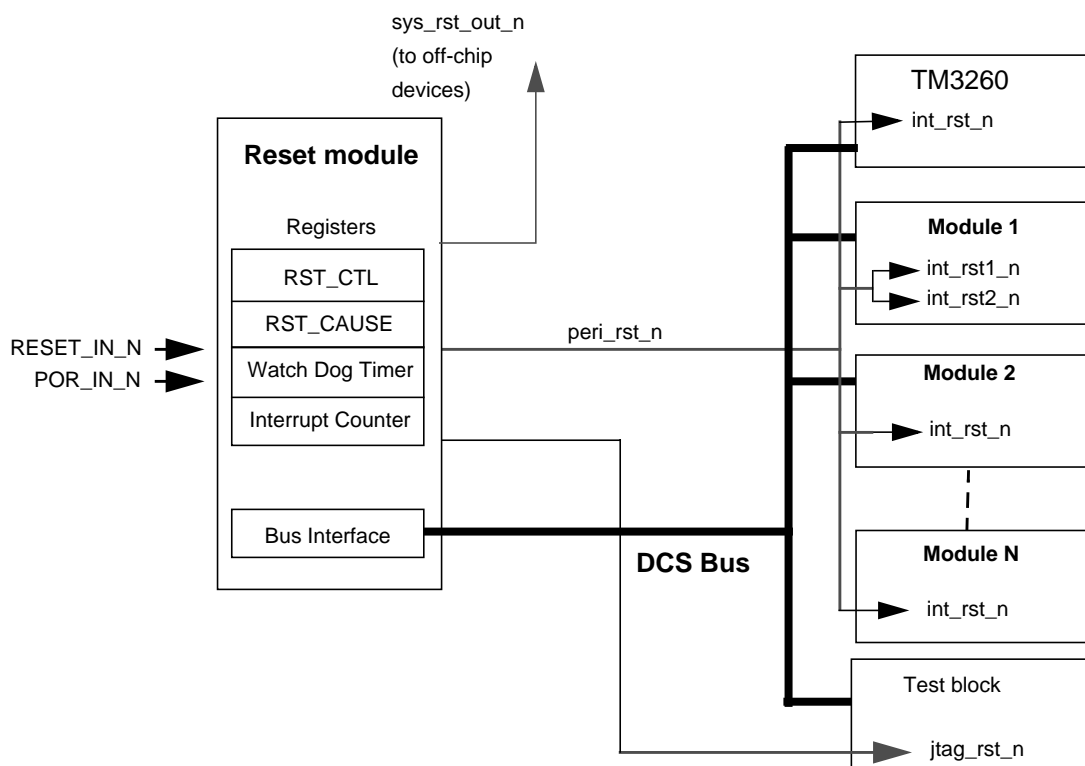 sys_rst_out_n
(to off-chip
devices)
Reset module
Registers
RST_CTL
RST_CAUSE
Watch Dog Timer
Interrupt Counter
Bus Interface
RESET_IN_N
POR_IN_N
peri_rst_n
DCS Bus
TM3260
int_rst_n
Module 1
int_rst1_n
int_rst2_n
Module 2
int_rst_n
Module N
int_rst_n
Test block
jtag_rst_n